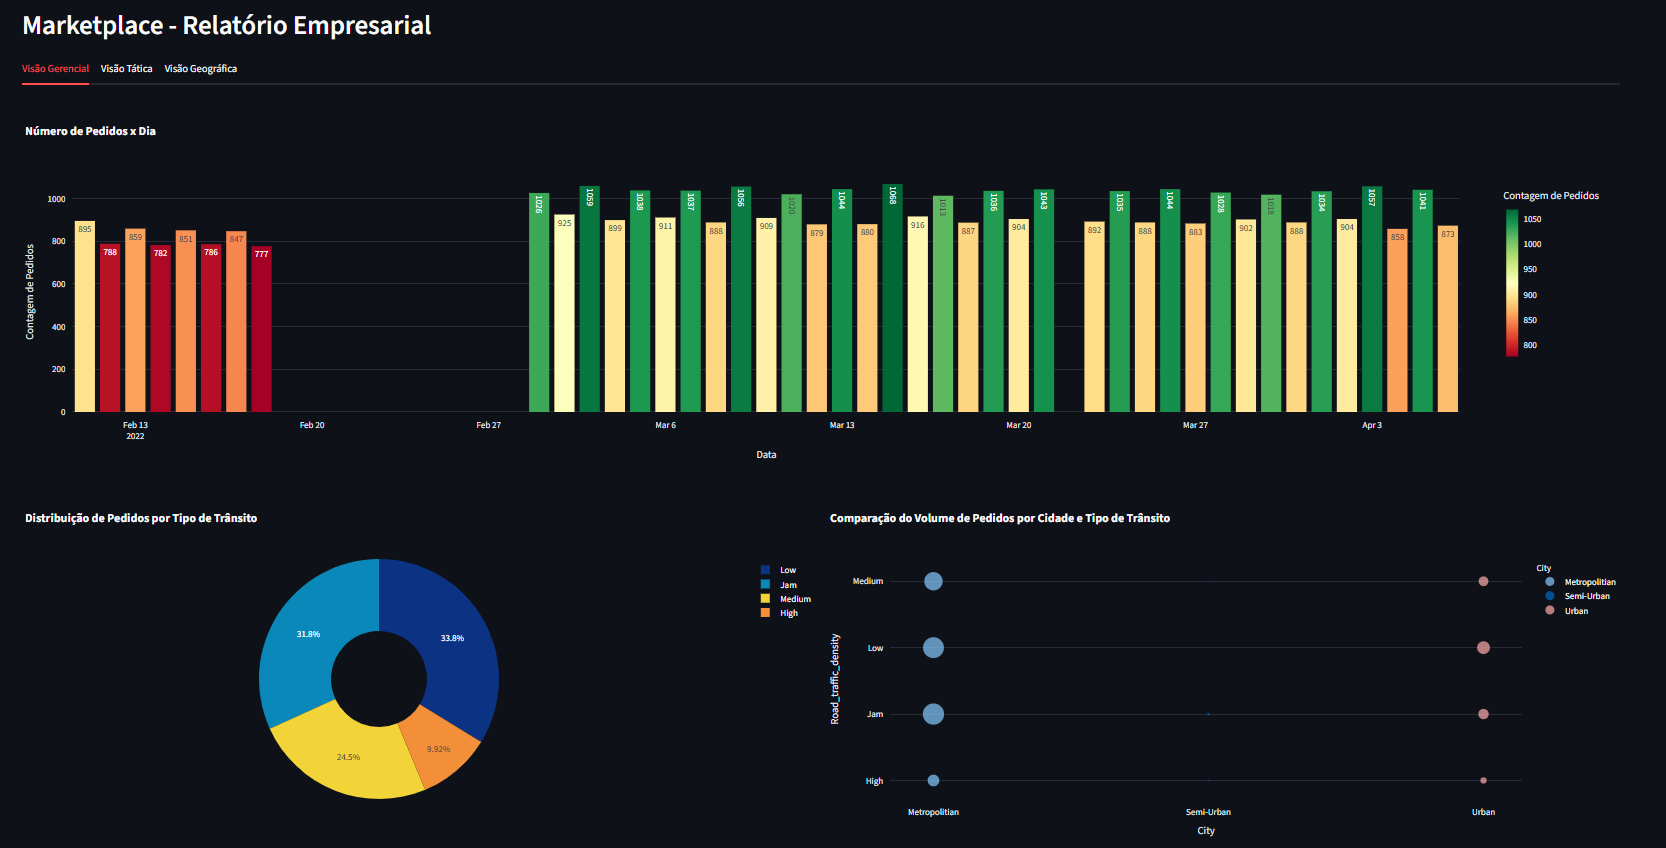 Marketplace - Relatório Empresarial
Visão Gerencial Visão Tática Visão Geográfica
Número de Pedidos x Dia
Contagem de Pedidos
1000
800
600
400
200
0
895 788 859 782 851 786 847 777 1026 925 1059 899 1038 911 1037 888 1056 909 1020 879 1044 880 1068 916 1013 887 1036 904 1043 892 1035 888 1044 883 1028 902 1018 888 1034 904 1057 858 1041 873
Feb 13 Feb 20 Feb 27 Mar 6 Mar 13 Mar 20 Mar 27 Apr 3
2022
Data
Contagem de Pedidos
1050
1000
950
900
850
800
Distribuição de Pedidos por Tipo de Trânsito
31.8% 33.8%
24.5% 9.92%
Low
Jam
Medium
High
Comparação do Volume de Pedidos por Cidade e Tipo de Trânsito
Road_traffic_density
Medium
Low
Jam
High
Metropolitian Semi-Urban Urban
City
City
Metropolitian
Semi-Urban
Urban